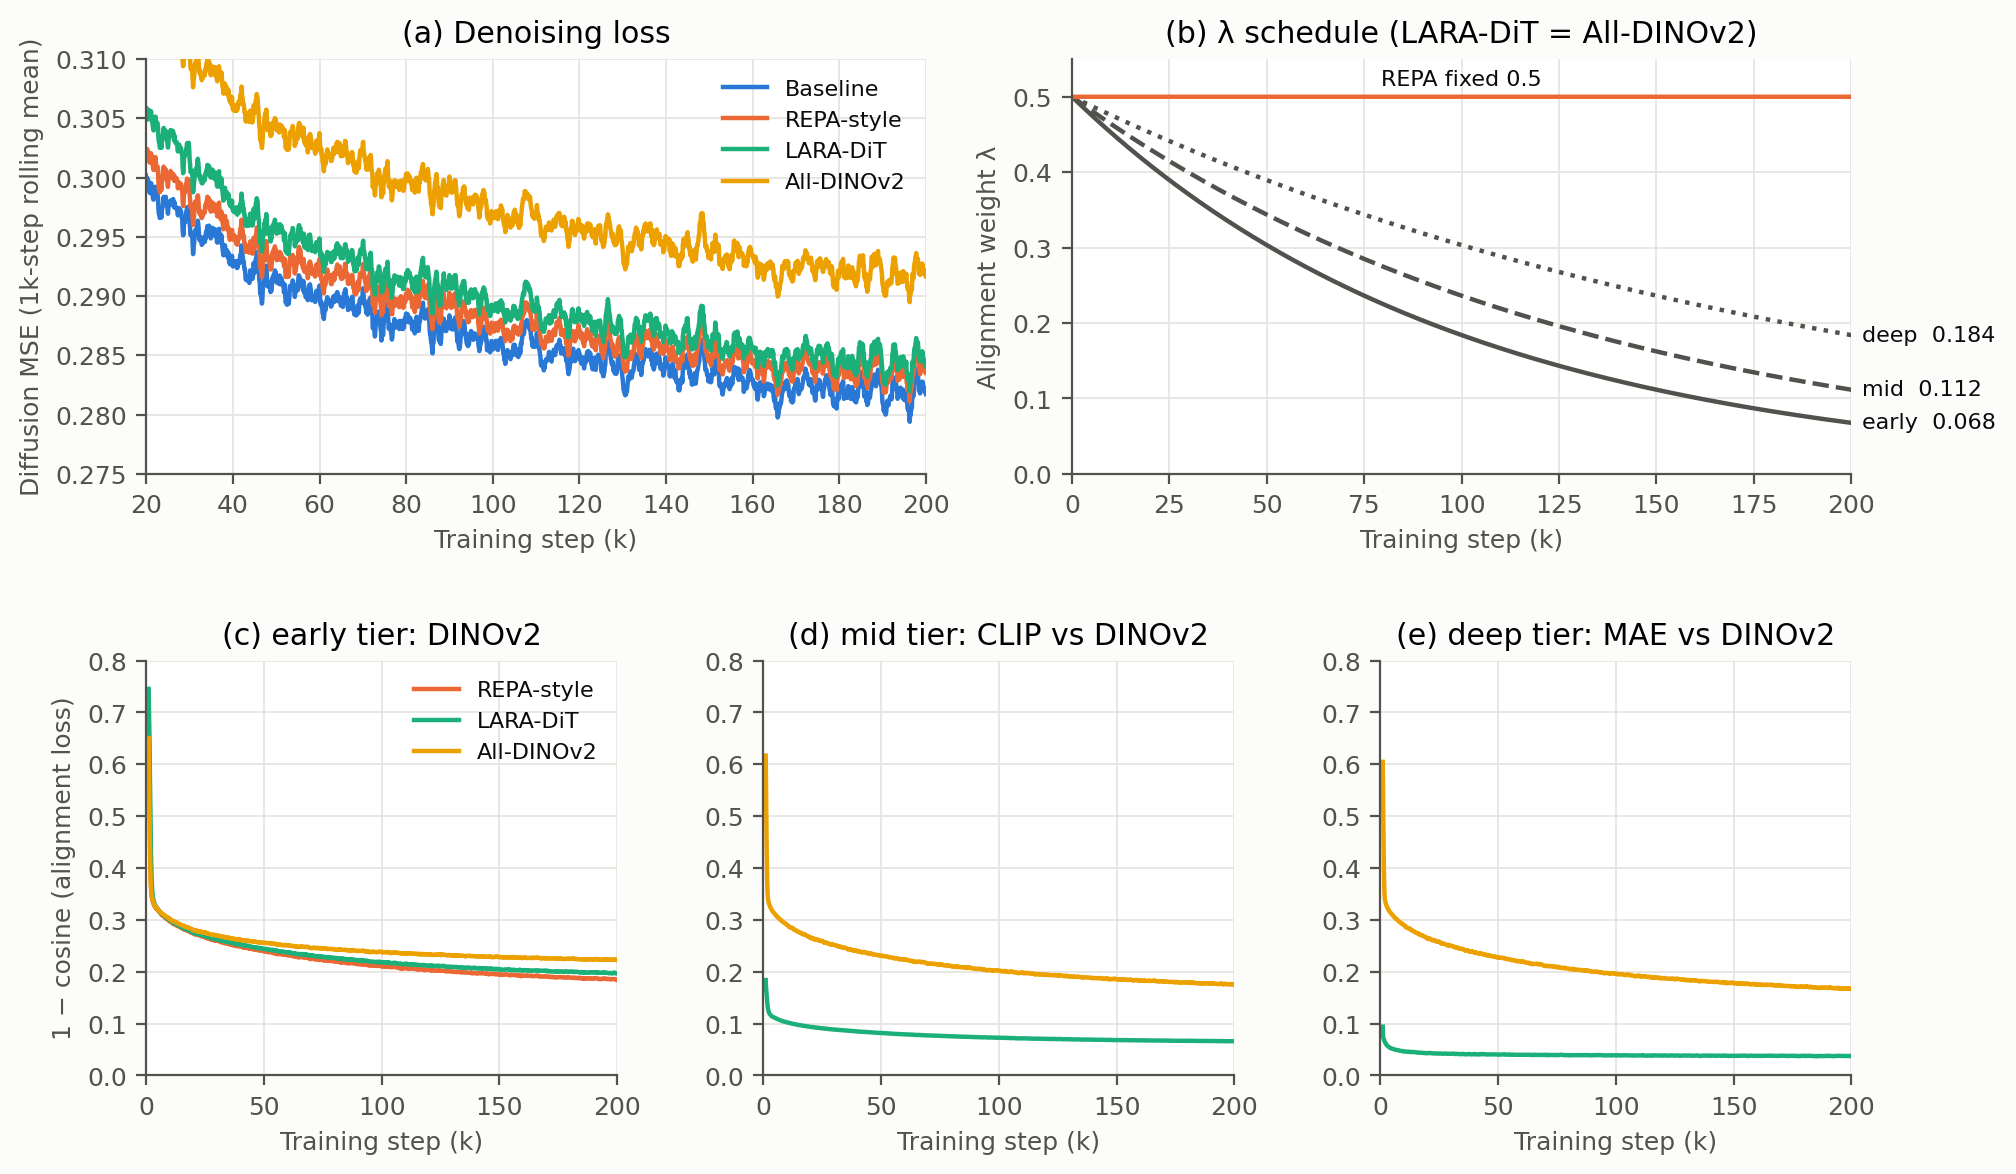 (a) Denoising loss
Diffusion MSE (1k-step rolling mean)
0.310
0.305
0.300
0.295
0.290
0.285
0.280
0.275
Baseline
REPA-style
LARA-DiT
All-DINOv2
20 40 60 80 100 120 140 160 180 200
Training step (k)
(b) λ schedule (LARA-DiT = All-DINOv2)
REPA fixed 0.5
Alignment weight λ
0.5
0.4
0.3
0.2
0.1
0.0
deep 0.184
mid 0.112
early 0.068
0 25 50 75 100 125 150 175 200
Training step (k)
(c) early tier: DINOv2
1 − cosine (alignment loss)
0.8
0.7
0.6
0.5
0.4
0.3
0.2
0.1
0.0
REPA-style
LARA-DiT
All-DINOv2
0 50 100 150 200
Training step (k)
(d) mid tier: CLIP vs DINOv2
0.8
0.7
0.6
0.5
0.4
0.3
0.2
0.1
0.0
0 50 100 150 200
Training step (k)
(e) deep tier: MAE vs DINOv2
0.8
0.7
0.6
0.5
0.4
0.3
0.2
0.1
0.0
0 50 100 150 200
Training step (k)